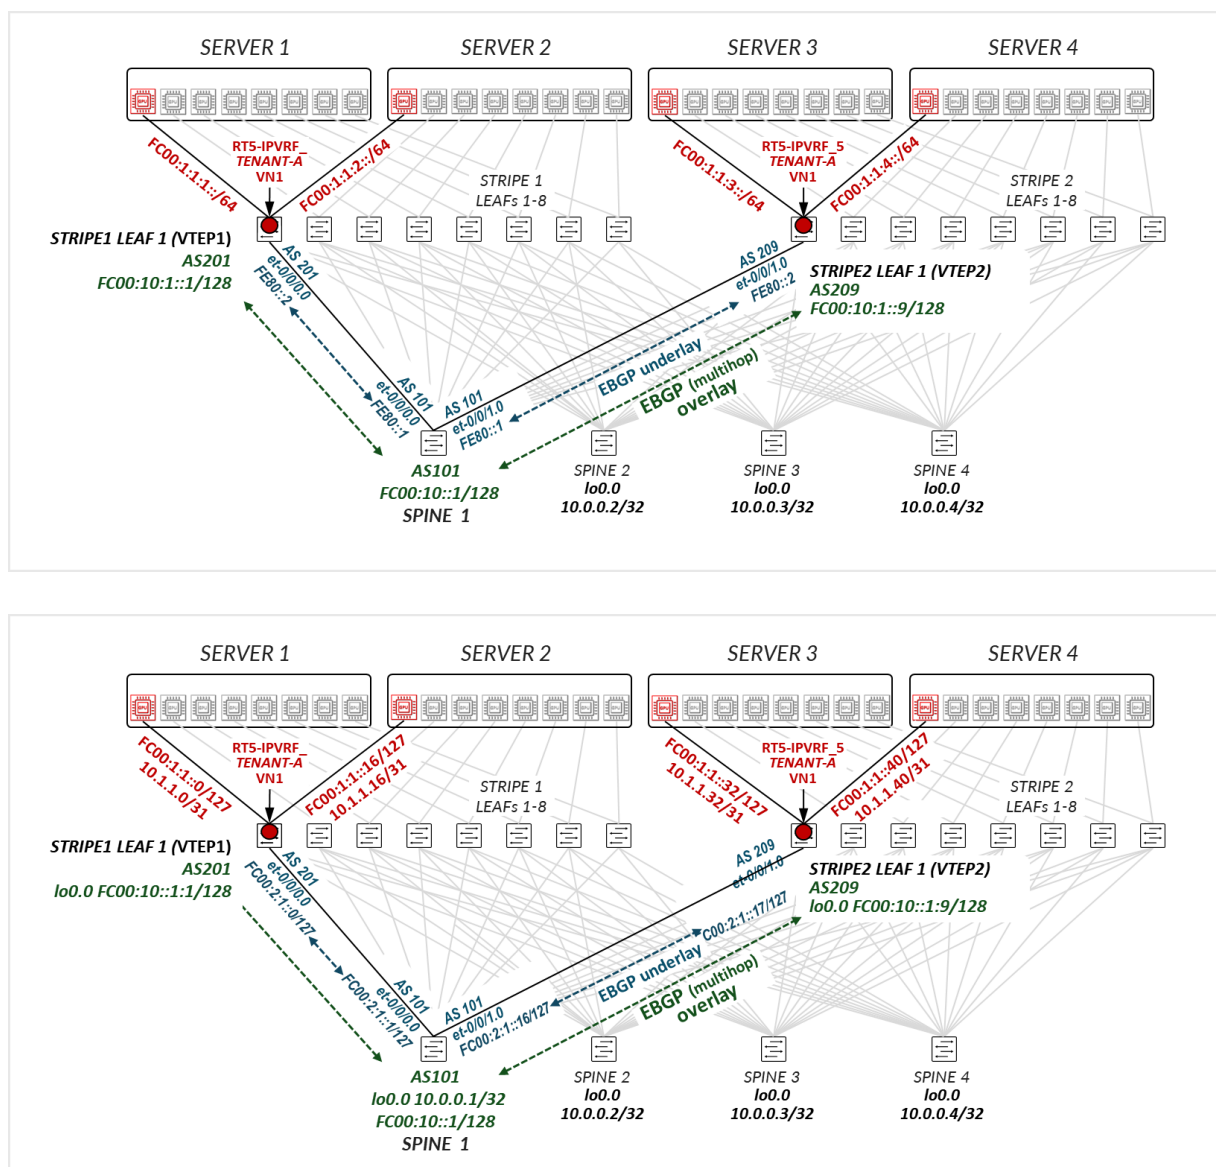 SERVER 1
SERVER 2
SERVER 3
SERVER 4
FC00:1:1:1::/64
RT5-IPVRF_
TENANT-A
VN1
FC00:1:1:2::/64
STRIPE 1
LEAFs 1-8
FC00:1:1:3::/64
RT5-IPVRF_5
TENANT-A
VN1
FC00:1:1:4::/64
STRIPE 2
LEAFs 1-8
STRIPE1 LEAF 1 (VTEP1)
AS201
FC00:10:1::1/128
AS 201
et-0/0/0.0
FE80::2
AS 209
et-0/0/1.0
FE80::2
STRIPE2 LEAF 1 (VTEP2)
AS209
FC00:10:1::9/128
EBGP underlay
EBGP (multihop)
overlay
AS 101
et-0/0/0.0
FE80::1
AS 101
et-0/0/1.0
FE80::1
AS101
FC00:10::1/128
SPINE 1
SPINE 2
lo0.0
10.0.0.2/32
SPINE 3
lo0.0
10.0.0.3/32
SPINE 4
lo0.0
10.0.0.4/32
SERVER 1
SERVER 2
SERVER 3
SERVER 4
FC00:1:1::0/127
10.1.1.0/31
RT5-IPVRF_
TENANT-A
VN1
FC00:1:1::16/127
10.1.1.16/31
STRIPE 1
LEAFs 1-8
FC00:1:1::32/127
10.1.1.32/31
RT5-IPVRF_5
TENANT-A
VN1
FC00:1:1::40/127
10.1.1.40/31
STRIPE 2
LEAFs 1-8
STRIPE1 LEAF 1 (VTEP1)
AS201
lo0.0 FC00:10::1:1/128
AS 201
et-0/0/0.0
FC00:2:1::0/127
AS 209
et-0/0/1.0
C00:2:1::17/127
STRIPE2 LEAF 1 (VTEP2)
AS209
lo0.0 FC00:10::1:9/128
EBGP underlay
EBGP (multihop)
overlay
AS 101
et-0/0/0.0
FC00:2:1::1/127
AS 101
et-0/0/1.0
FC00:2:1::16/127
AS101
lo0.0 10.0.0.1/32
FC00:10::1/128
SPINE 1
SPINE 2
lo0.0
10.0.0.2/32
SPINE 3
lo0.0
10.0.0.3/32
SPINE 4
lo0.0
10.0.0.4/32